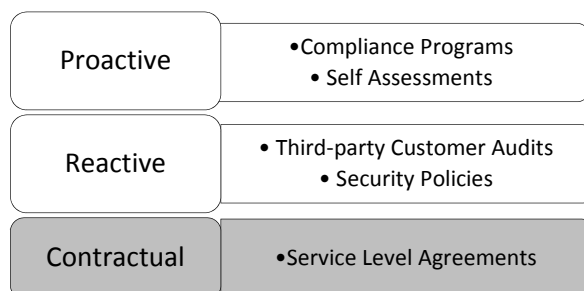 Proactive
•Compliance Programs
• Self Assessments
Reactive
• Third-party Customer Audits
• Security Policies
Contractual
•Service Level Agreements